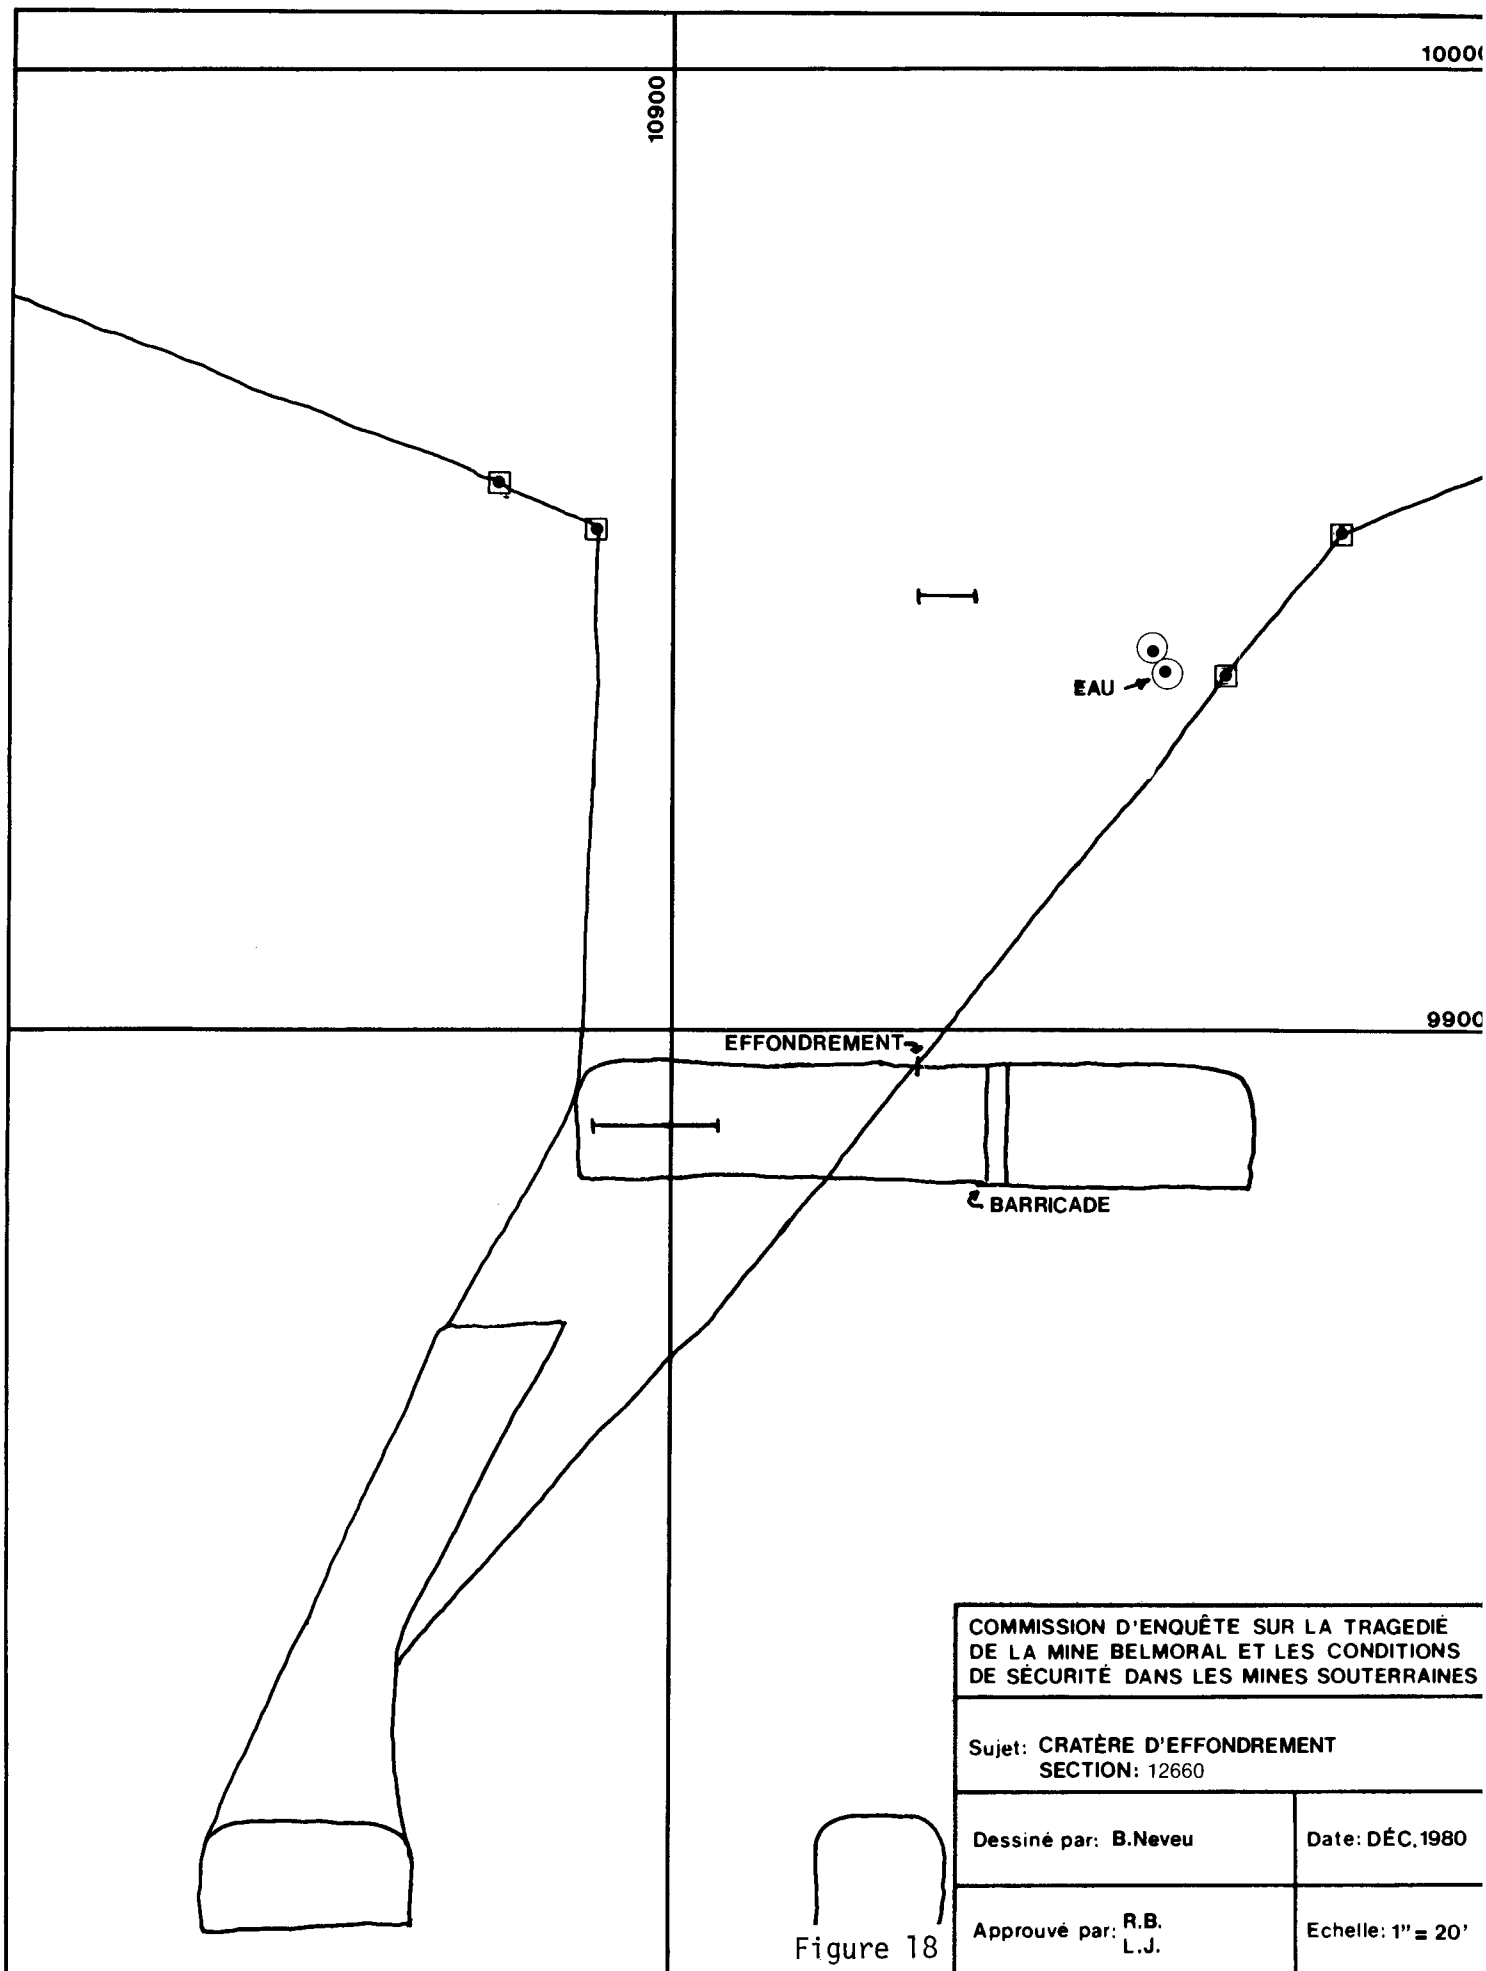 10000
10900
EAU
9900
EFFONDREMENT
BARRICADE
COMMISSION D'ENQUÊTE SUR LA TRAGEDIÉ
DE LA MINE BELMORAL ET LES CONDITIONS
DE SÉCURITÉ DANS LES MINES SOUTERRAINES
Sujet: CRATÈRE D'EFFONDREMENT
SECTION: 12660
Dessiné par: B.Neveu
Date: DÉC.1980
Approuvé par: R.B.
L.J.
Echelle: 1" = 20'
Figure 18